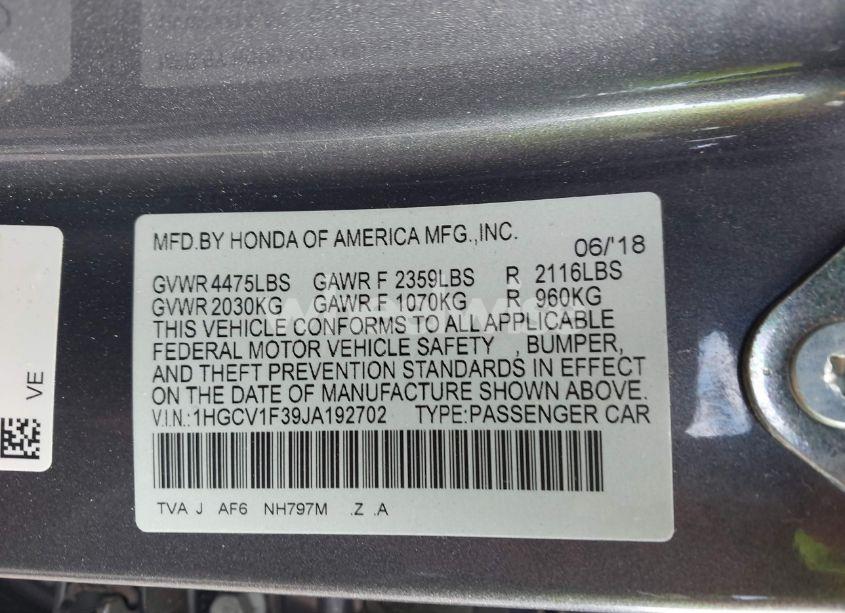 MFD.BY HONDA OF AMERICA MFG.,INC. 06/'18
GVWR 4475LBS GAWR F 2359LBS R 2116LBS
GVWR 2030KG GAWR F 1070KG R 960KG
THIS VEHICLE CONFORMS TO ALL APPLICABLE
FEDERAL MOTOR VEHICLE SAFETY , BUMPER,
AND THEFT PREVENTION STANDARDS IN EFFECT
ON THE DATE OF MANUFACTURE SHOWN ABOVE.
V.I.N.:1HGCV1F39JA192702 TYPE:PASSENGER CAR
TVA J AF6 NH797M .Z .A
VE